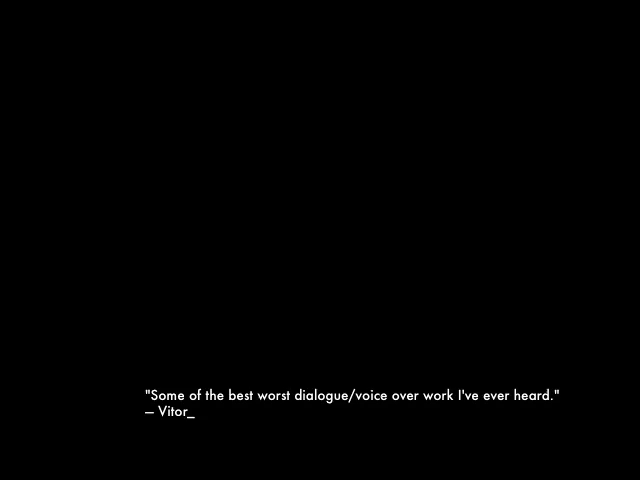 "Some of the best worst dialogue/voice over work I've ever heard."
— Vitor_